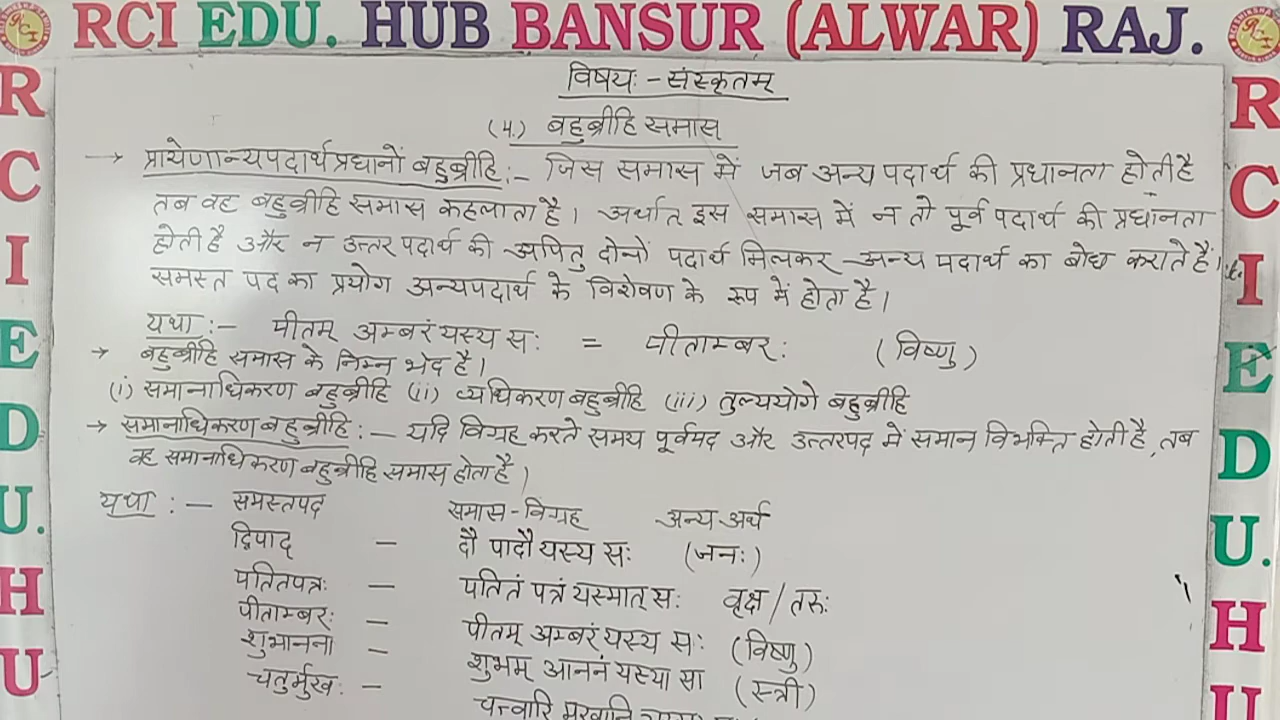 RCI EDU. HUB BANSUR (ALWAR) RAJ.
विषयः - संस्कृतम्
(4.) बहुव्रीहि समास
→ प्रायेणान्यपदार्थप्रधानों बहुव्रीहि :- जिस समास में जब अन्य पदार्थ की प्रधानता होती है
तब वह बहुव्रीहि समास कहलाता है। अर्थात इस समास में न तो पूर्व पदार्थ की प्रधानता
होती है और न उत्तर पदार्थ की अपितु दोनों पदार्थ मिलकर अन्य पदार्थ का बोध कराते हैं।
समस्त पद का प्रयोग अन्यपदार्थ के विशेषण के रूप में होता है।
यथा :- पीतम् अम्बरं यस्य सः = पीताम्बरः (विष्णु)
→ बहुव्रीहि समास के निम्न भेद है।
(i) समानाधिकरण बहुव्रीहि (ii) व्यधिकरण बहुव्रीहि (iii) तुल्ययोगे बहुव्रीहि
→ समानाधिकरण बहुव्रीहि :- यदि विग्रह करते समय पूर्वपद और उत्तरपद में समान विभक्ति होती है, तब
वह समानाधिकरण बहुव्रीहि समास होता है।
यथा :- समस्तपद समास-विग्रह अन्य अर्थ
द्विपाद् - दौ पादौ यस्य सः (जनः)
पतितपत्रः - पतितं पत्रं यस्मात् सः वृक्ष / तरुः
पीताम्बरः - पीतम् अम्बरं यस्य सः (विष्णु)
शुभानना - शुभम् आननं यस्या सा (स्त्री)
चतुर्मुखः - चत्वारि मुखानि
R C I E D U. H U
R C I E D U. H U